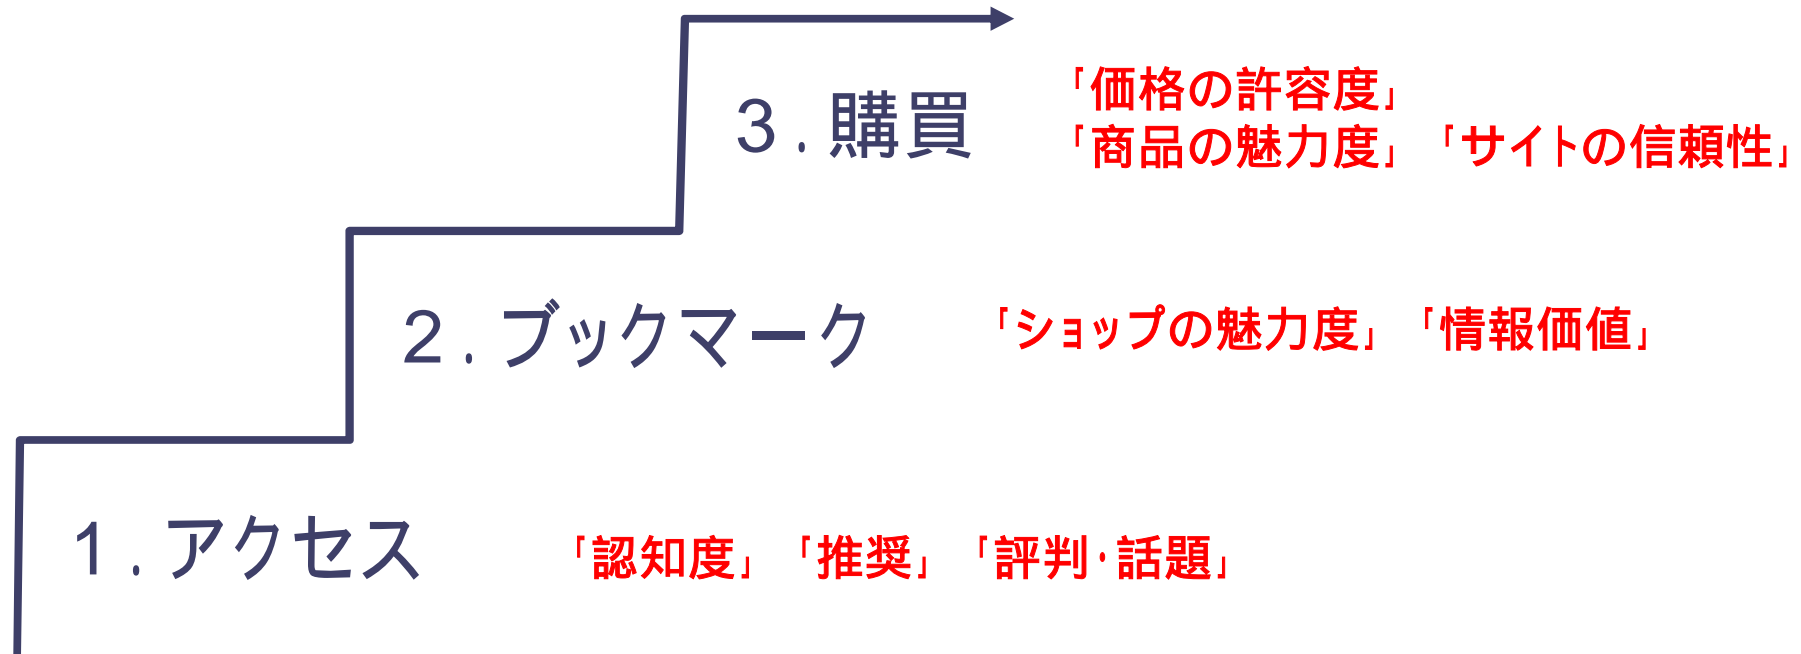 「価格の許容度」
3.購買
「商品の魅力度」「サイトの信頼性」
2.ブックマーク 「ショップの魅力度」「情報価値」
1.アクセス 「認知度」「推奨」「評判・話題」